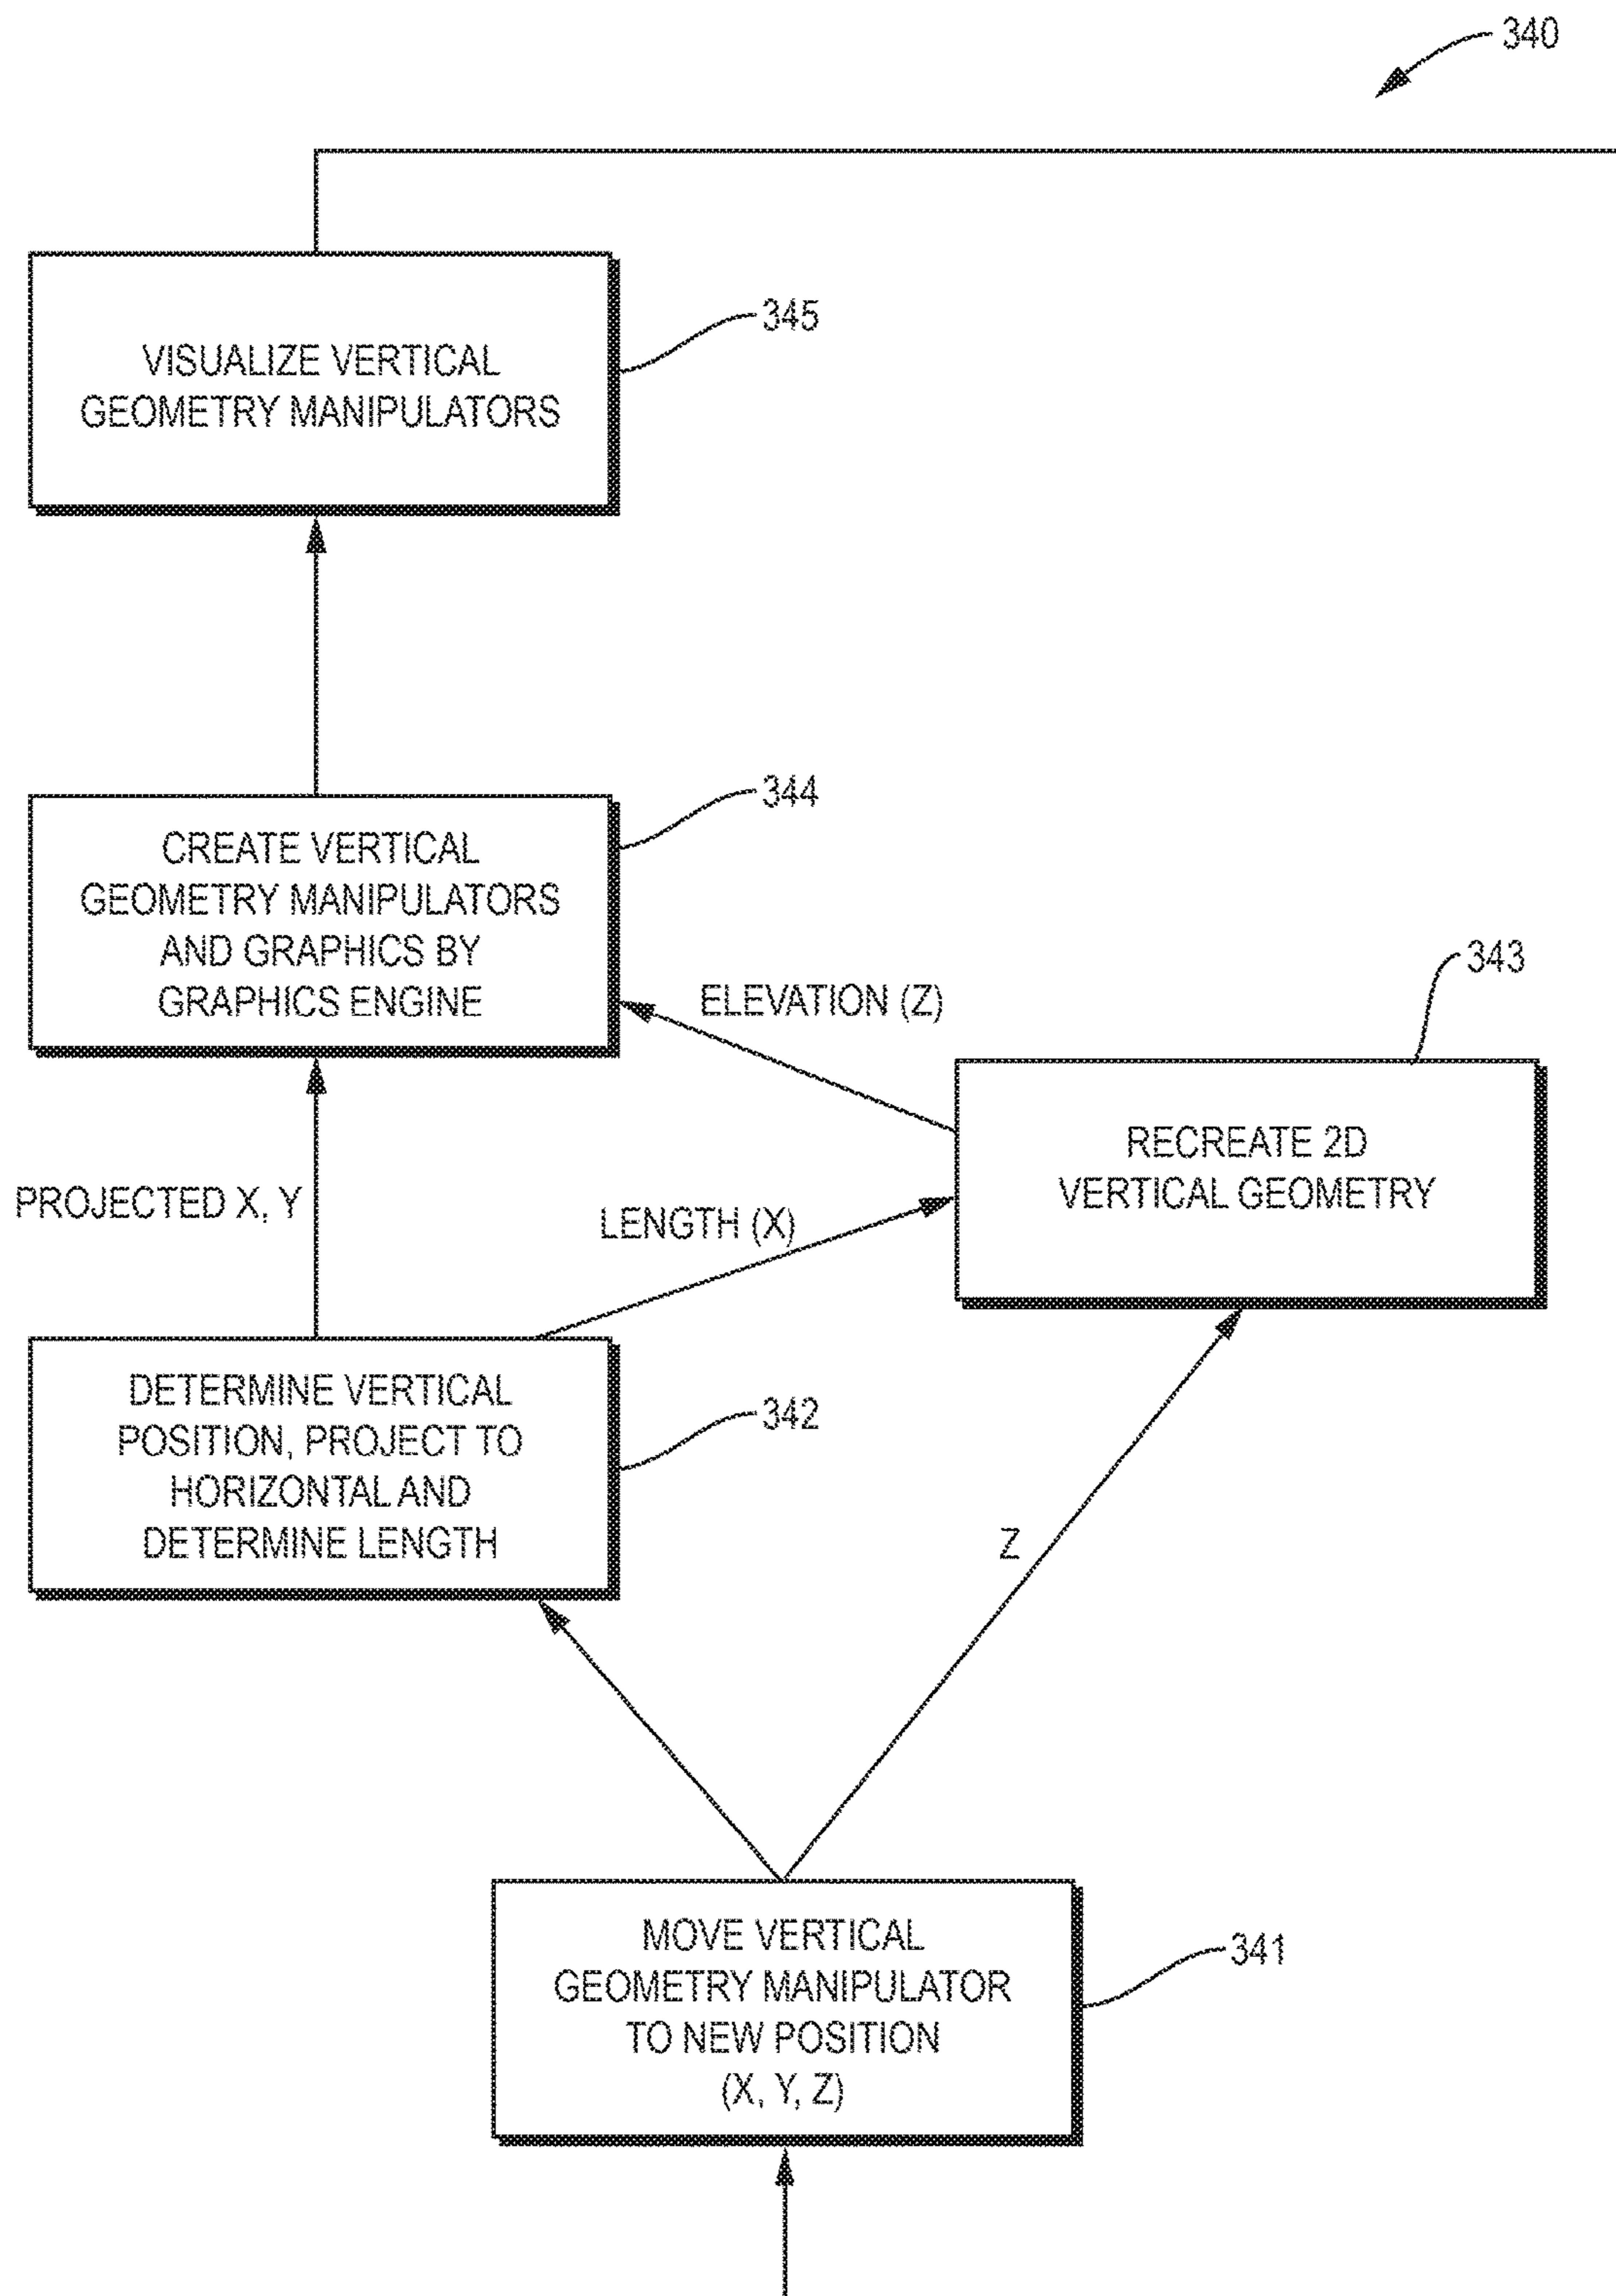 340
VISUALIZE VERTICAL
GEOMETRY MANIPULATORS
345
CREATE VERTICAL
GEOMETRY MANIPULATORS
AND GRAPHICS BY
GRAPHICS ENGINE
344
343
ELEVATION (Z)
RECREATE 2D
VERTICAL GEOMETRY
PROJECTED X, Y
LENGTH (X)
DETERMINE VERTICAL
POSITION, PROJECT TO
HORIZONTAL AND
DETERMINE LENGTH
342
Z
MOVE VERTICAL
GEOMETRY MANIPULATOR
TO NEW POSITION
(X, Y, Z)
341